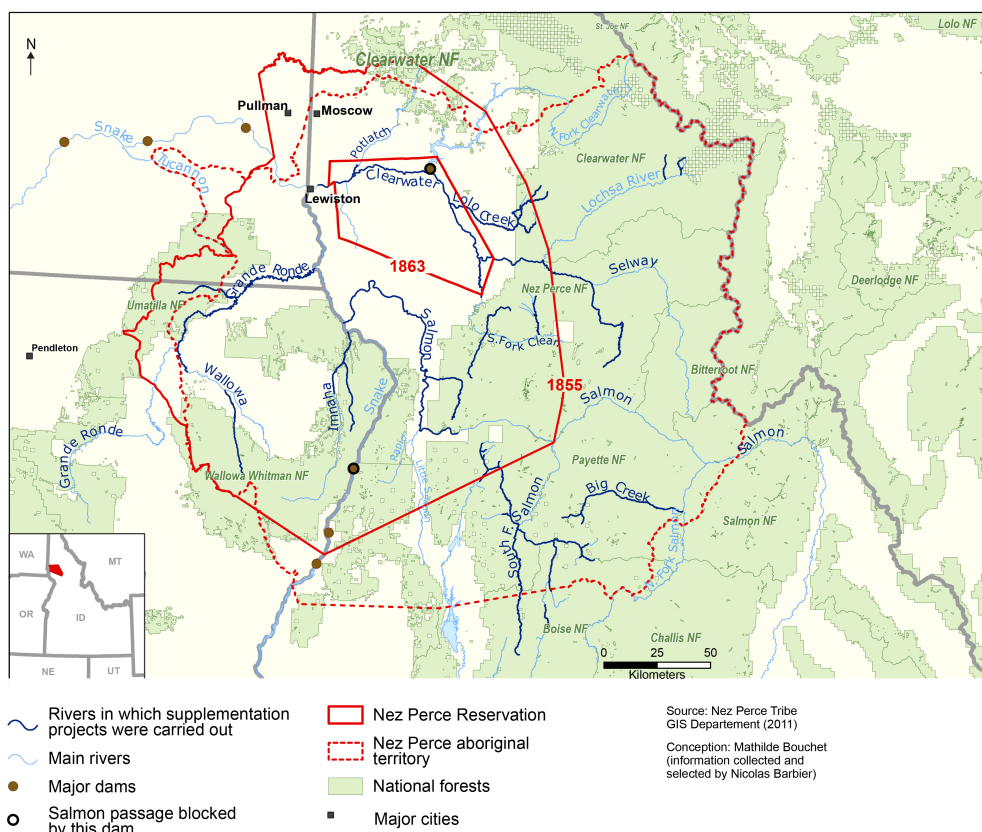 N
St. Joe NF
Lolo NF
Clearwater NF
Pullman
Moscow
Snake
Potlatch
N.Fork Clearwater
Tucannon
Clearwater NF
Clearwater
Lochsa River
Lewiston
Lolo Creek
1863
Grande Ronde
Selway
Deerlodge NF
Nez Perce NF
Umatilla NF
Salmon
S.Fork Clear.
Pendleton
Wallowa
Imnaha
Snake
1855
Bitterroot NF
Salmon
Grande Ronde
Rapid
Salmon
Wallowa Whitman NF
Payette NF
Big Creek
South F. Salmon
Salmon NF
WA
MT
OR
ID
NE
UT
Boise NF
Challis NF
0 25 50
Kilometers
Rivers in which supplementation
projects were carried out
Main rivers
Major dams
Salmon passage blocked
by this dam
Nez Perce Reservation
Nez Perce aboriginal
territory
National forests
Major cities
Source: Nez Perce Tribe
GIS Departement (2011)
Conception: Mathilde Bouchet
(information collected and
selected by Nicolas Barbier)